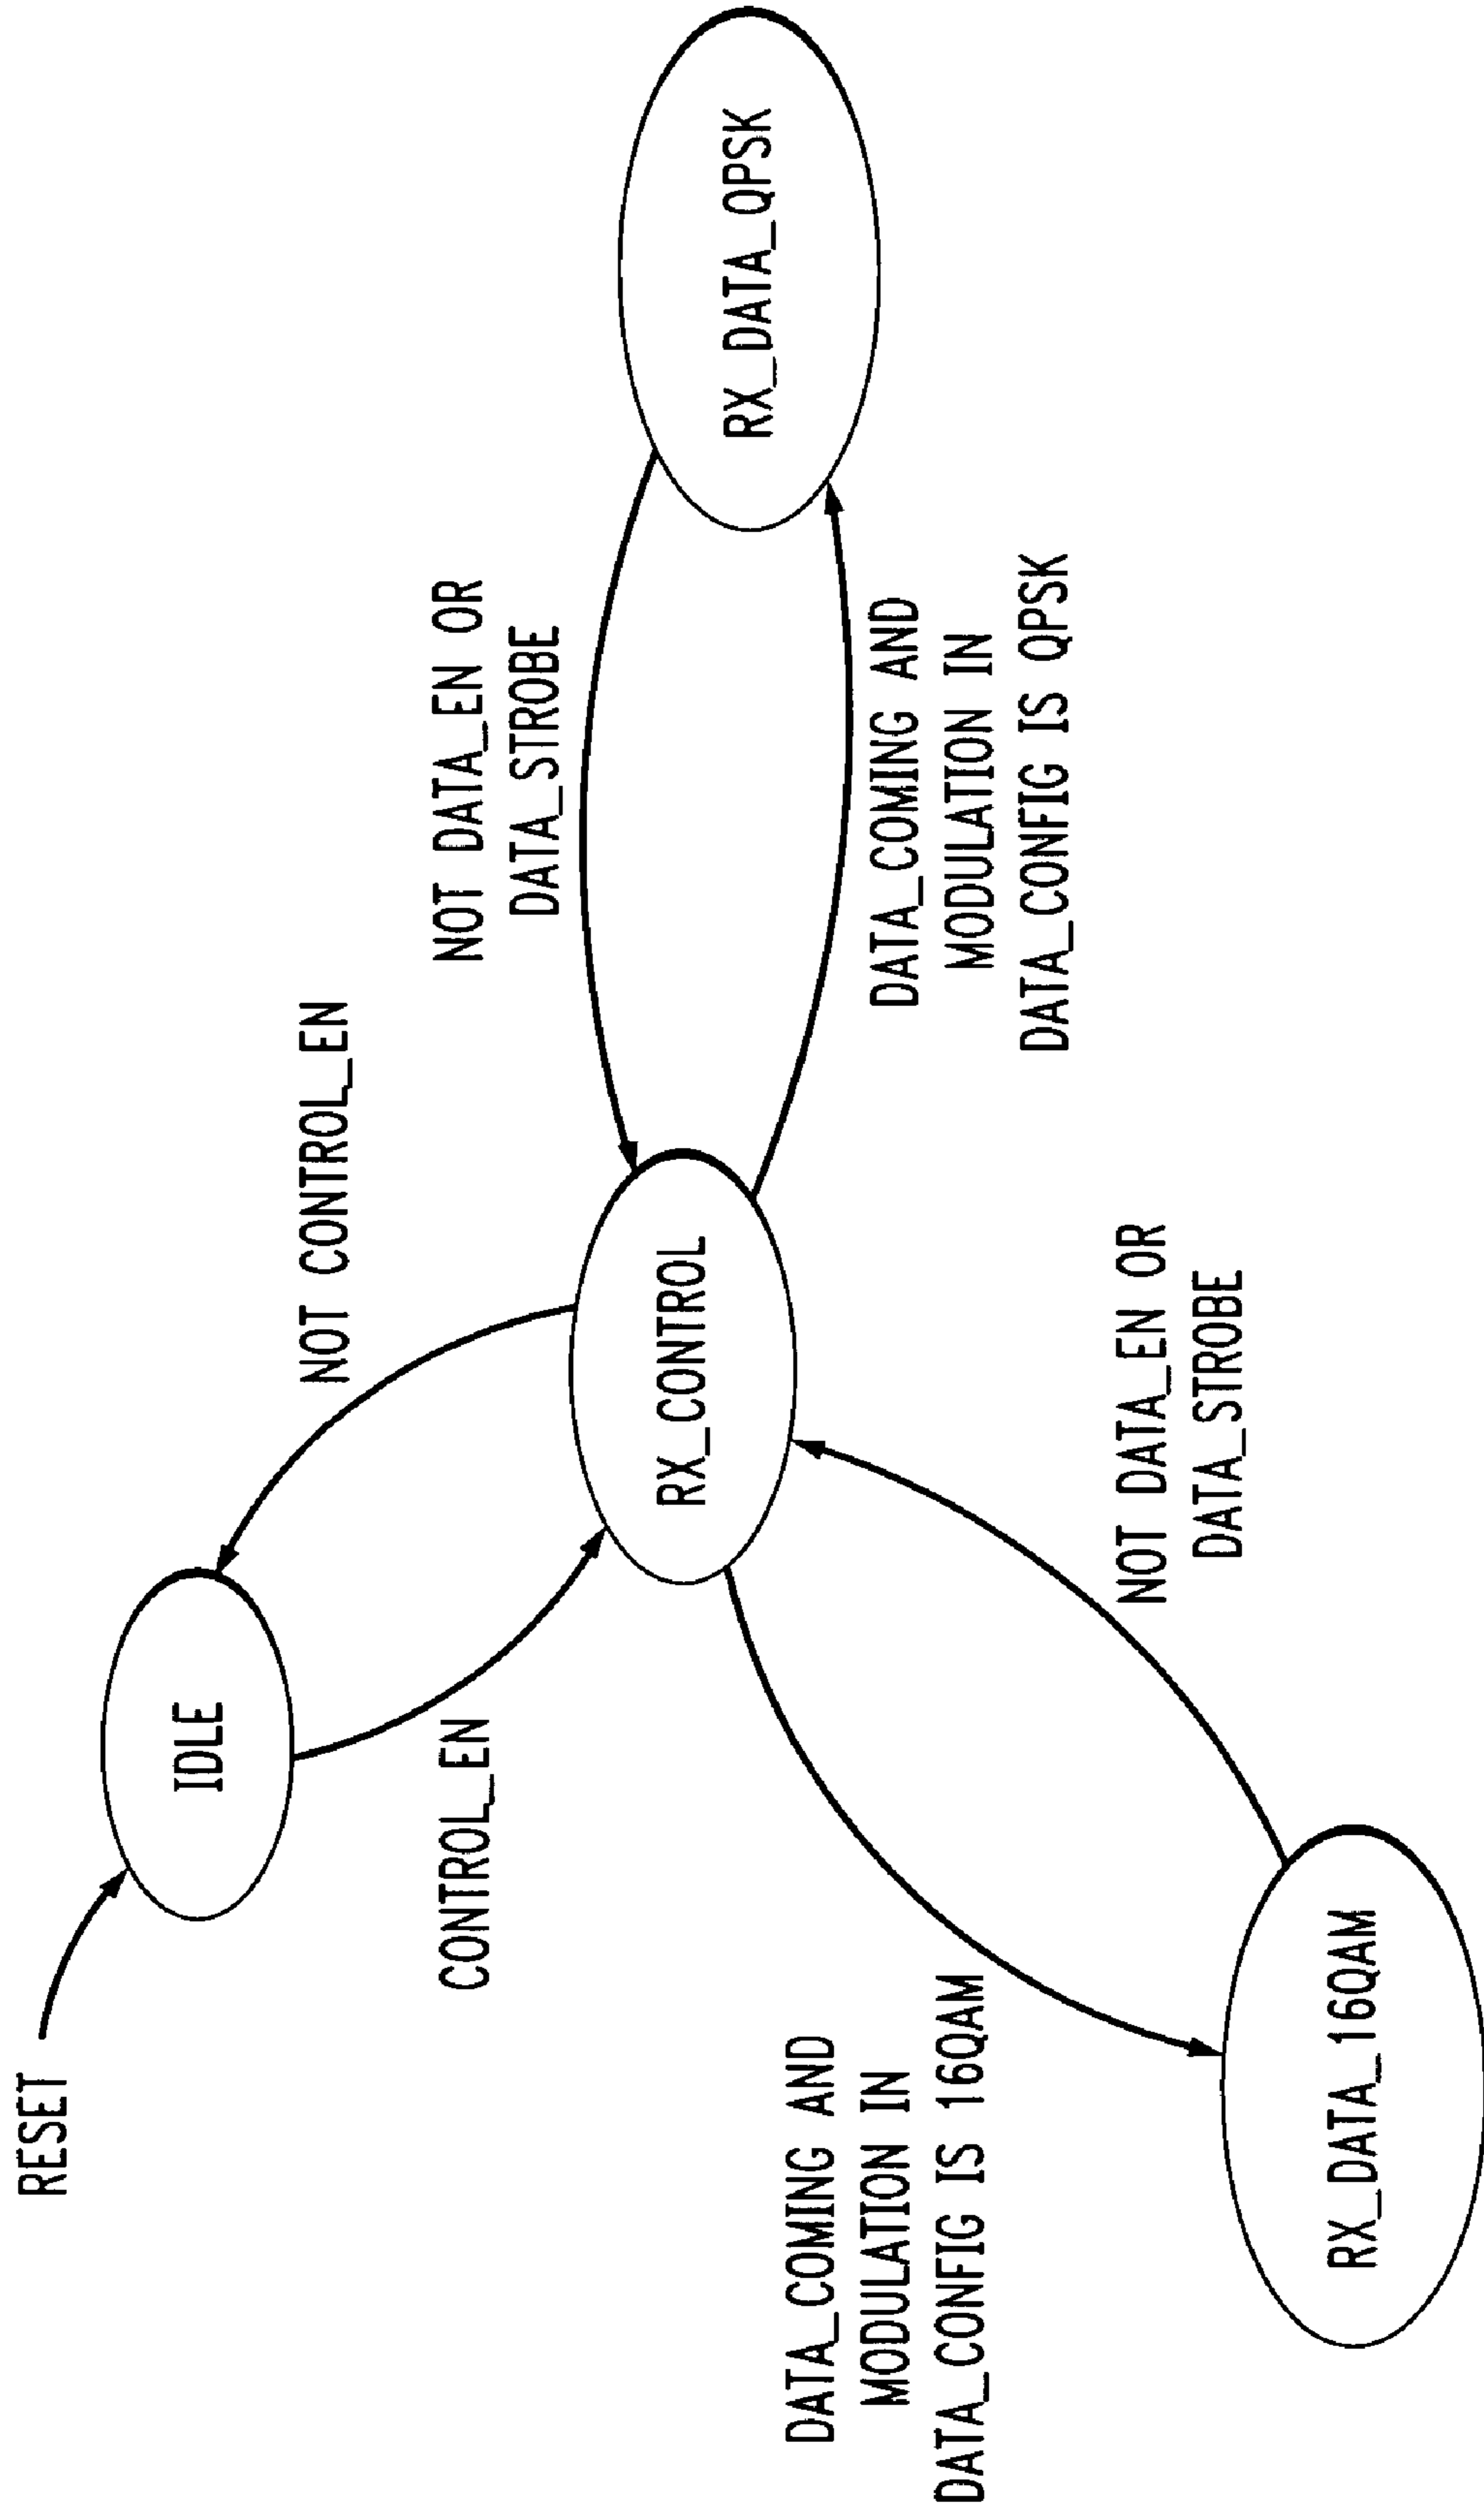 RESET
IDLE
NOT CONTROL_EN
CONTROL_EN
NOT DATA_EN OR
DATA_STROBE
RX_CONTROL
RX_DATA_QPSK
DATA_COMING AND
MODULATION IN
DATA_CONFIG IS 16QAM
DATA_COMING AND
MODULATION IN
DATA_CONFIG IS QPSK
NOT DATA_EN OR
DATA_STROBE
RX_DATA_16QAM